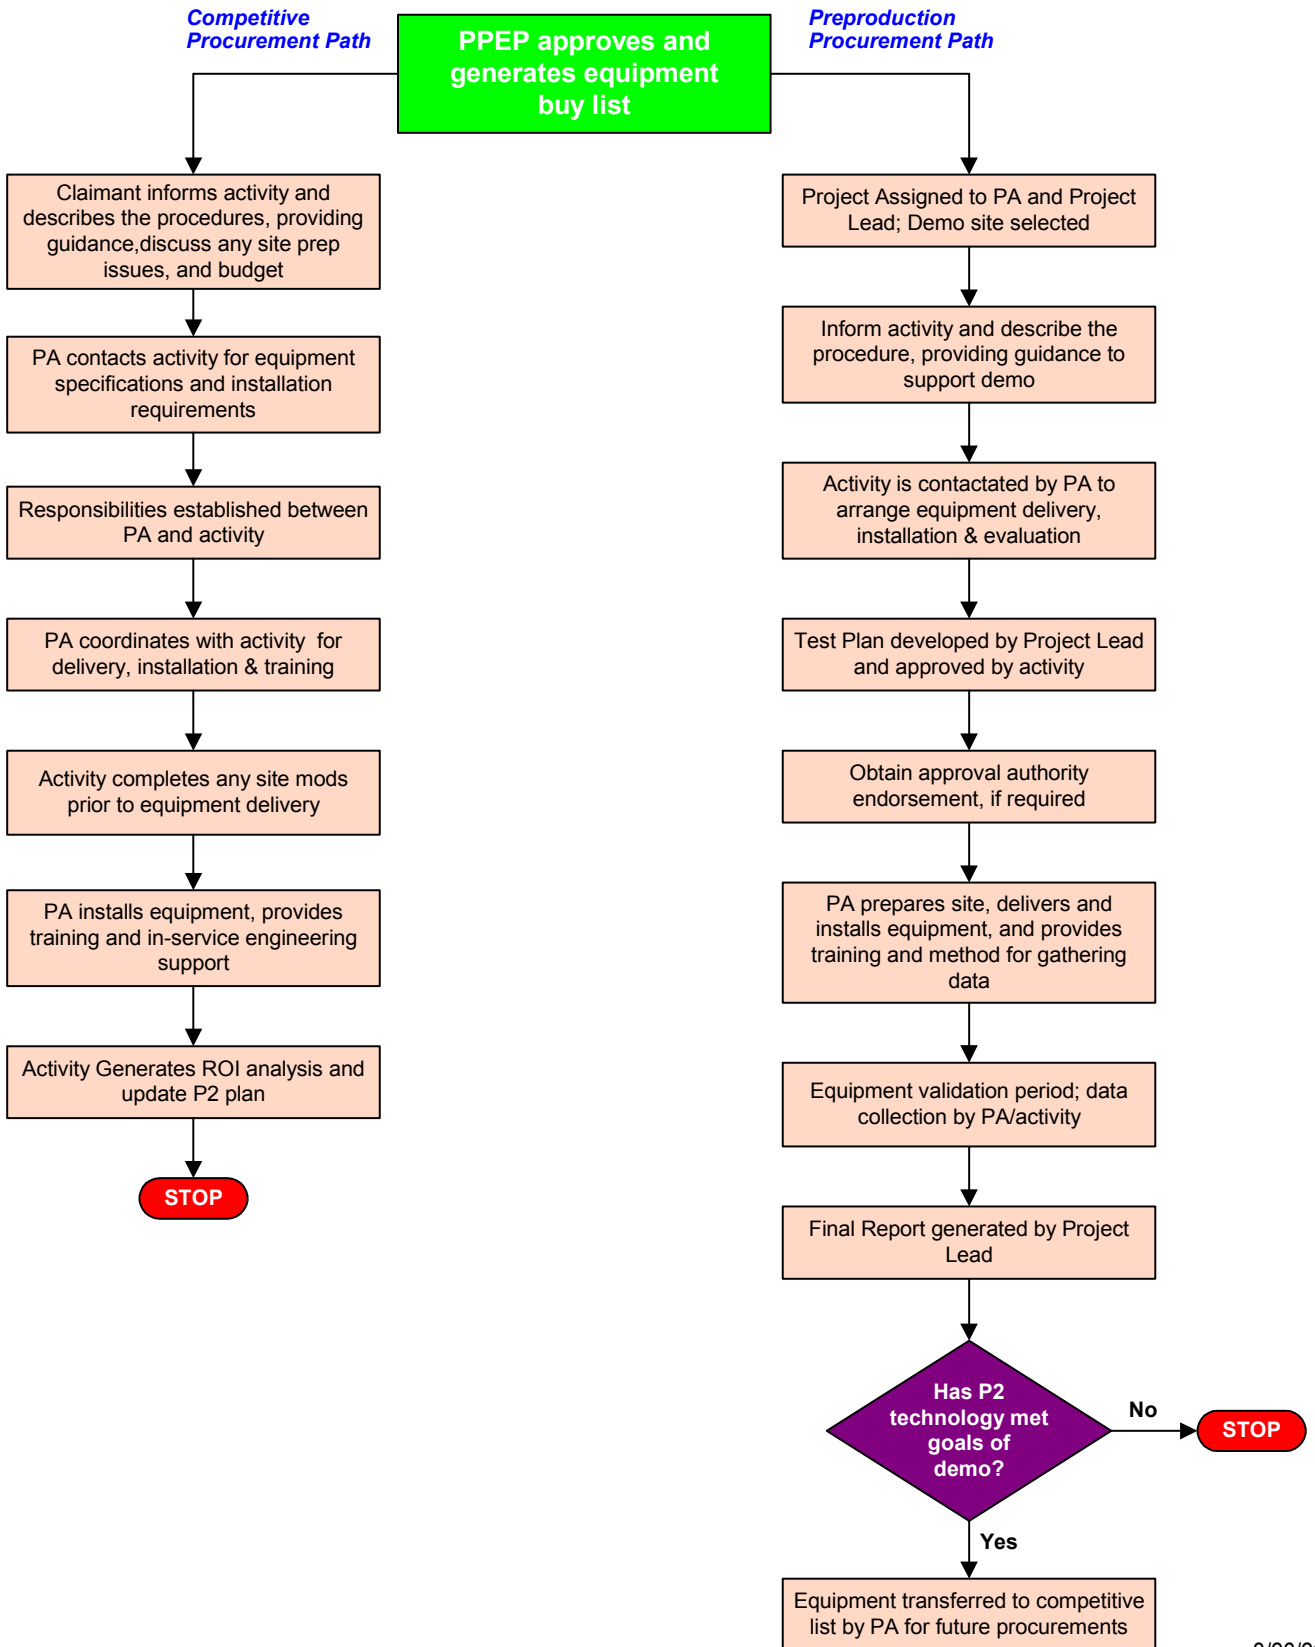 Competitive
Procurement Path
PPEP approves and
generates equipment
buy list
Preproduction
Procurement Path
Claimant informs activity and
describes the procedures, providing
guidance,discuss any site prep
issues, and budget
PA contacts activity for equipment
specifications and installation
requirements
Responsibilities established between
PA and activity
PA coordinates with activity for
delivery, installation & training
Activity completes any site mods
prior to equipment delivery
PA installs equipment, provides
training and in-service engineering
support
Activity Generates ROI analysis and
update P2 plan
STOP
Project Assigned to PA and Project
Lead; Demo site selected
Inform activity and describe the
procedure, providing guidance to
support demo
Activity is contactated by PA to
arrange equipment delivery,
installation & evaluation
Test Plan developed by Project Lead
and approved by activity
Obtain approval authority
endorsement, if required
PA prepares site, delivers and
installs equipment, and provides
training and method for gathering
data
Equipment validation period; data
collection by PA/activity
Final Report generated by Project
Lead
Has P2
technology met
goals of
demo?
No
STOP
Yes
Equipment transferred to competitive
list by PA for future procurements